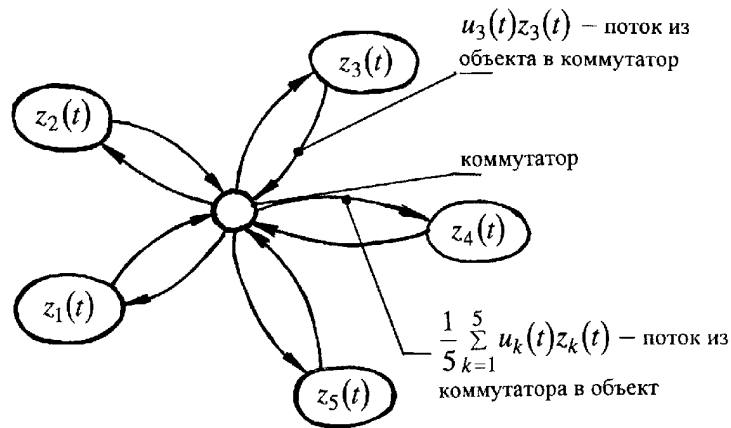 u₃(t)z₃(t) – поток из
объекта в коммутатор
z₃(t)
z₂(t)
коммутатор
z₄(t)
z₁(t)
1/5 5∑k=1 uₖ(t)zₖ(t) – поток из
коммутатора в объект
z₅(t)